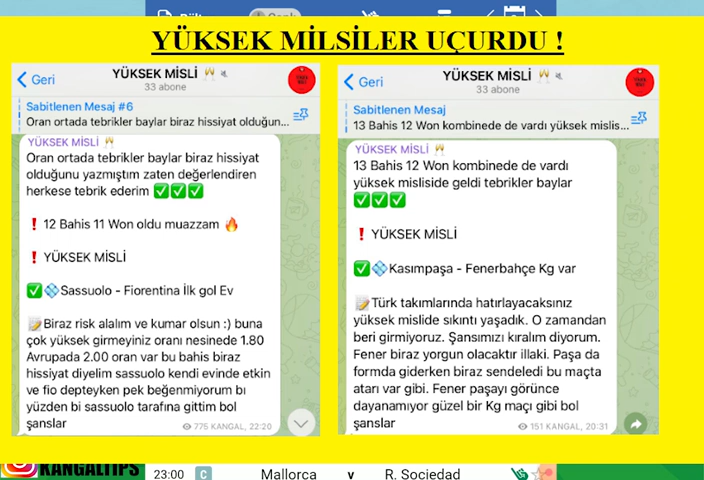 YÜKSEK MİLSİLER UÇURDU !
Geri
YÜKSEK MİSLİ
33 abone
Sabitlenen Mesaj #6
Oran ortada tebrikler baylar biraz hissiyat olduğun...
YÜKSEK MİSLİ
Oran ortada tebrikler baylar biraz hissiyat
olduğunu yazmıştım zaten değerlendiren
herkese tebrik ederim ✅✅✅
❗ 12 Bahis 11 Won oldu muazzam 🔥
❗ YÜKSEK MİSLİ
✅💠Sassuolo - Fiorentina İlk gol Ev
📝Biraz risk alalım ve kumar olsun :) buna
çok yüksek girmeyiniz oranı nesinede 1.80
Avrupada 2.00 oran var bu bahis biraz
hissiyat diyelim sassuolo kendi evinde etkin
ve fio depteyken pek beğenmiyorum bı
yüzden bi sassuolo tarafına gittim bol
şanslar
775 KANGAL, 22:20
Geri
YÜKSEK MİSLİ
33 abone
Sabitlenen Mesaj
13 Bahis 12 Won kombinede de vardı yüksek mislis...
YÜKSEK MİSLİ
13 Bahis 12 Won kombinede de vardı
yüksek misliside geldi tebrikler baylar
✅✅✅
❗ YÜKSEK MİSLİ
✅💠Kasımpaşa - Fenerbahçe Kg var
📝Türk takımlarında hatırlayacaksınız
yüksek mislide sıkıntı yaşadık. O zamandan
beri girmiyoruz. Şansımızı kıralım diyorum.
Fener biraz yorgun olacaktır illaki. Paşa da
formda giderken biraz sendeledi bu maçta
atarı var gibi. Fener paşayı görünce
dayanamıyor güzel bir Kg maçı gibi bol
şanslar
151 KANGAL, 20:31
KANGALTIPS
23:00 C Mallorca v R. Sociedad